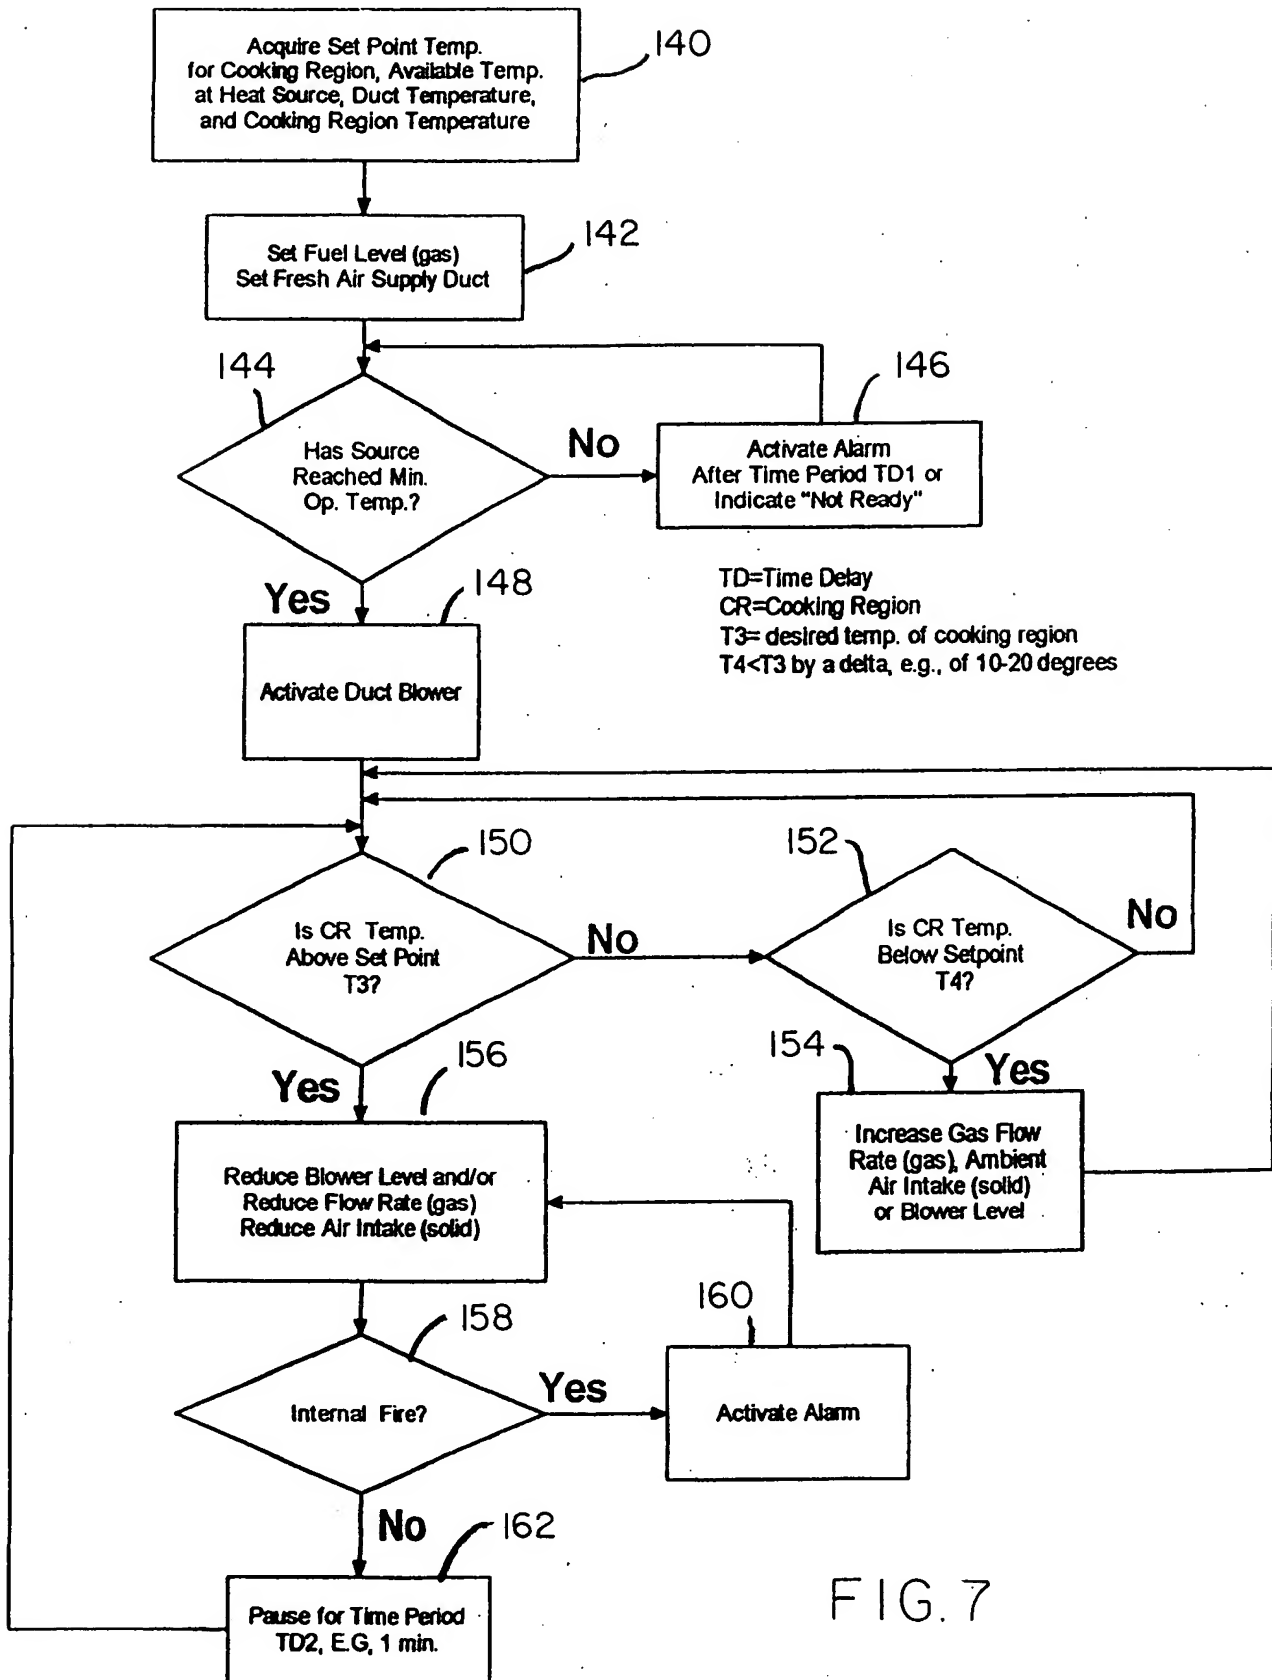 Acquire Set Point Temp.
for Cooking Region, Available Temp.
at Heat Source, Duct Temperature,
and Cooking Region Temperature
140
Set Fuel Level (gas)
Set Fresh Air Supply Duct
142
144
Has Source
Reached Min.
Op. Temp.?
No
146
Activate Alarm
After Time Period TD1 or
Indicate "Not Ready"
TD=Time Delay
CR=Cooking Region
T3= desired temp. of cooking region
T4<T3 by a delta, e.g., of 10-20 degrees
Yes
148
Activate Duct Blower
150
Is CR Temp.
Above Set Point
T3?
No
152
Is CR Temp.
Below Setpoint
T4?
No
Yes
154
Increase Gas Flow
Rate (gas), Ambient
Air Intake (solid)
or Blower Level
Yes
156
Reduce Blower Level and/or
Reduce Flow Rate (gas)
Reduce Air Intake (solid)
158
Internal Fire?
Yes
160
Activate Alarm
No
162
Pause for Time Period
TD2, E.G, 1 min.
FIG. 7